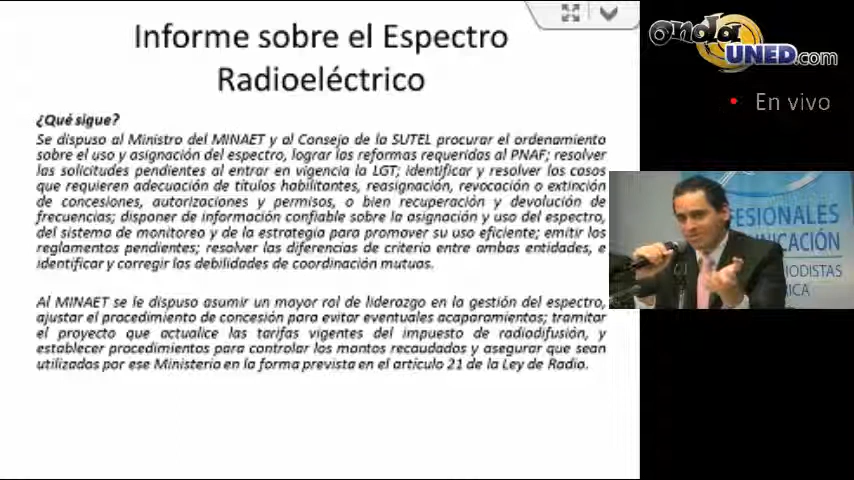 Informe sobre el Espectro
Radioeléctrico
¿Qué sigue?
Se dispuso al Ministro del MINAET y al Consejo de la SUTEL procurar el ordenamiento
sobre el uso y asignación del espectro, lograr las reformas requeridas al PNAF; resolver
las solicitudes pendientes al entrar en vigencia la LGT; identificar y resolver los casos
que requieren adecuación de títulos habilitantes, reasignación, revocación o extinción
de concesiones, autorizaciones y permisos, o bien recuperación y devolución de
frecuencias; disponer de información confiable sobre la asignación y uso del espectro,
del sistema de monitoreo y de la estrategia para promover su uso eficiente; emitir los
reglamentos pendientes; resolver las diferencias de criterio entre ambas entidades, e
identificar y corregir las debilidades de coordinación mutuas.
Al MINAET se le dispuso asumir un mayor rol de liderazgo en la gestión del espectro,
ajustar el procedimiento de concesión para evitar eventuales acaparamientos; tramitar
el proyecto que actualice las tarifas vigentes del impuesto de radiodifusión, y
establecer procedimientos para controlar los montos recaudados y asegurar que sean
utilizados por ese Ministerio en la forma prevista en el artículo 21 de la Ley de Radio.
onda
UNED.com
En vivo
OFESIONALES
UNICACIÓN
IODISTAS
RICA